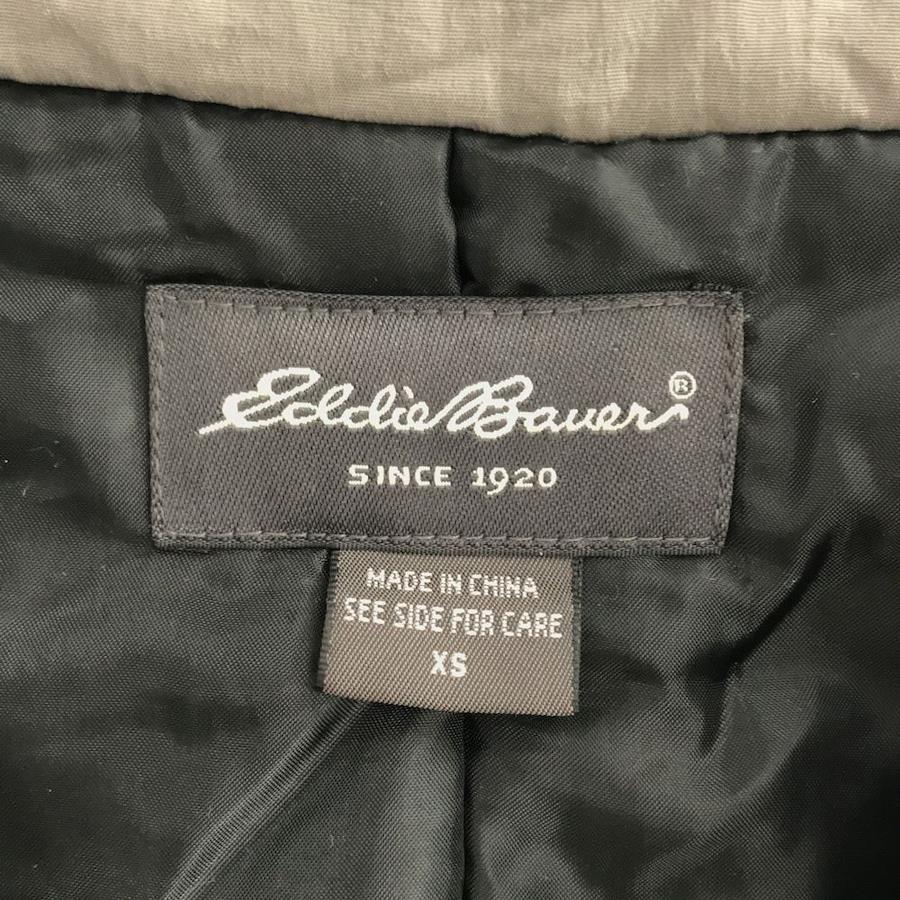 Eddie Bauer®
SINCE 1920
MADE IN CHINA
SEE SIDE FOR CARE
XS